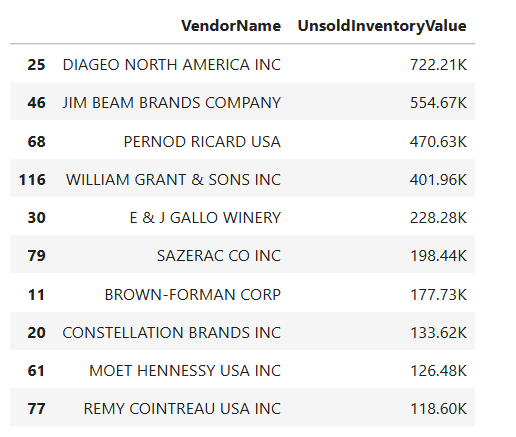 VendorName UnsoldInventoryValue
25 DIAGEO NORTH AMERICA INC 722.21K
46 JIM BEAM BRANDS COMPANY 554.67K
68 PERNOD RICARD USA 470.63K
116 WILLIAM GRANT & SONS INC 401.96K
30 E & J GALLO WINERY 228.28K
79 SAZERAC CO INC 198.44K
11 BROWN-FORMAN CORP 177.73K
20 CONSTELLATION BRANDS INC 133.62K
61 MOET HENNESSY USA INC 126.48K
77 REMY COINTREAU USA INC 118.60K